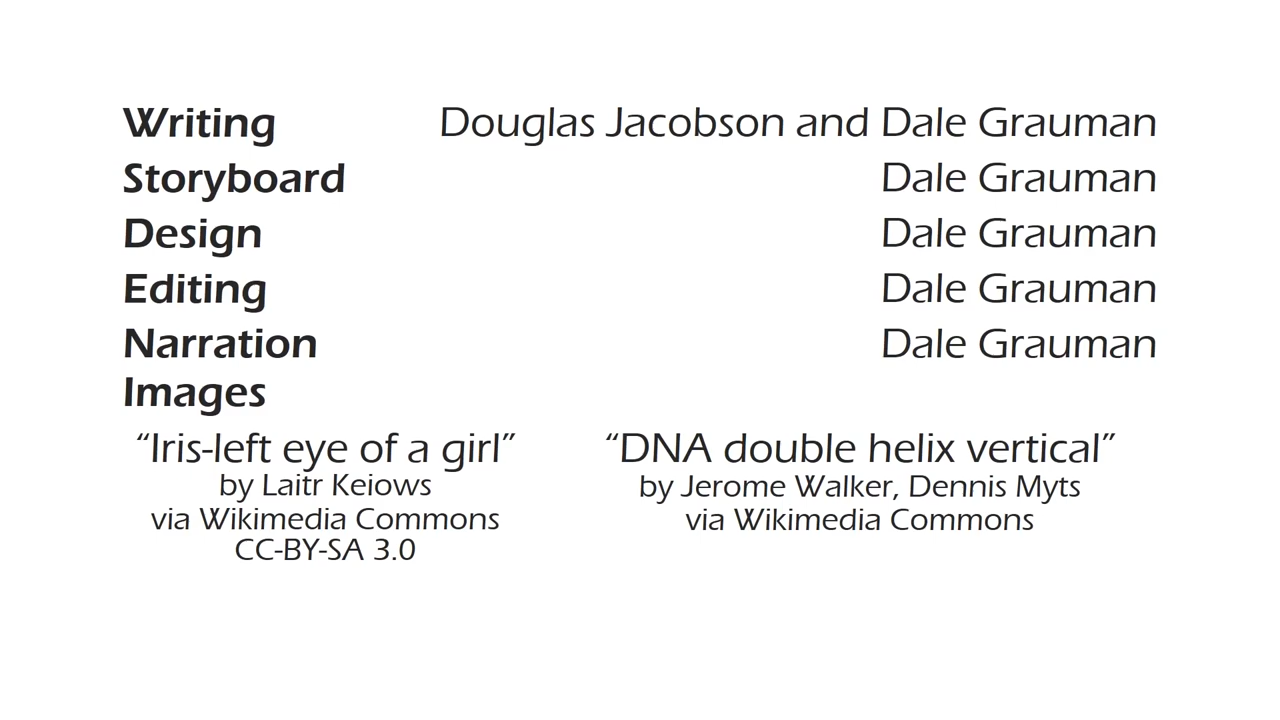 Writing Douglas Jacobson and Dale Grauman
Storyboard Dale Grauman
Design Dale Grauman
Editing Dale Grauman
Narration Dale Grauman
Images
“Iris-left eye of a girl”
by Laitr Keiows
via Wikimedia Commons
CC-BY-SA 3.0
“DNA double helix vertical”
by Jerome Walker, Dennis Myts
via Wikimedia Commons